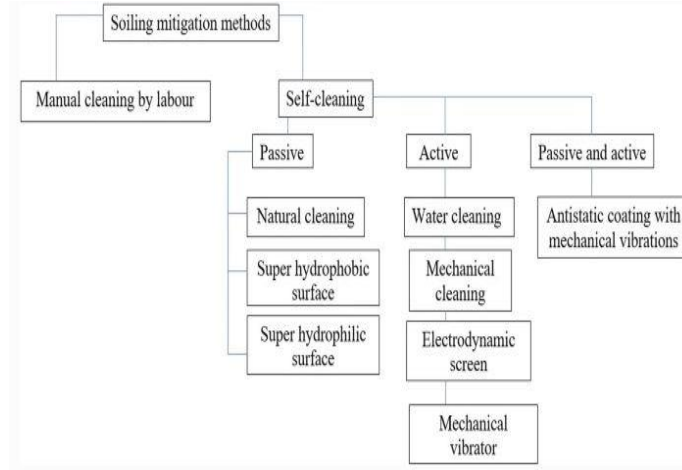 Soiling mitigation methods
Manual cleaning by labour
Self-cleaning
Passive
Active
Passive and active
Natural cleaning
Water cleaning
Antistatic coating with
mechanical vibrations
Super hydrophobic
surface
Mechanical
cleaning
Super hydrophilic
surface
Electrodynamic
screen
Mechanical
vibrator